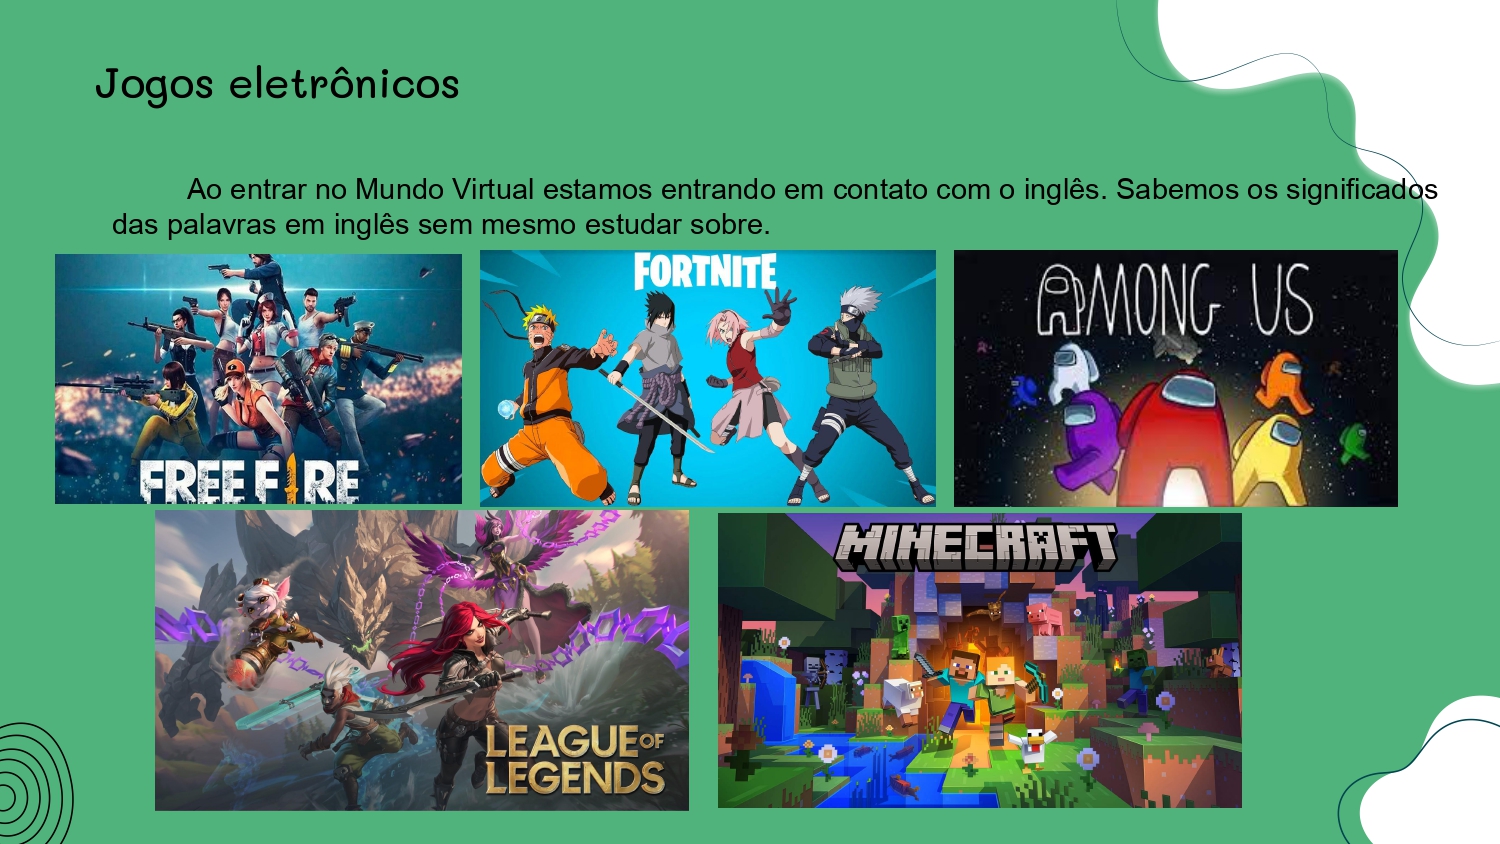 Jogos eletrônicos
Ao entrar no Mundo Virtual estamos entrando em contato com o inglês. Sabemos os significados
das palavras em inglês sem mesmo estudar sobre.
FREE FIRE
FORTNITE
AMONG US
LEAGUE OF
LEGENDS
MINECRAFT